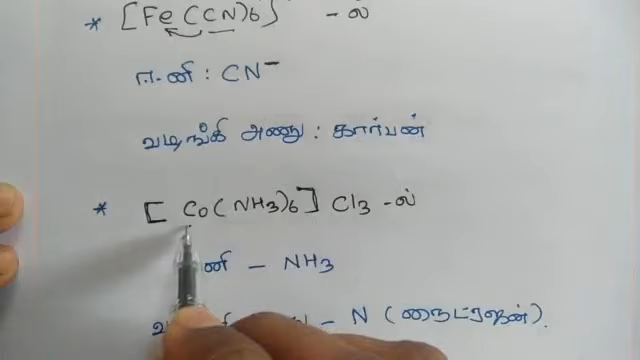 * [Fe(CN)6] - ல்
ஈ.னி : CN⁻
வழங்கி அணு : கார்பன்
* [Co(NH3)6] Cl3 - ல்
னி - NH3
- N (நைட்ரஜன்).